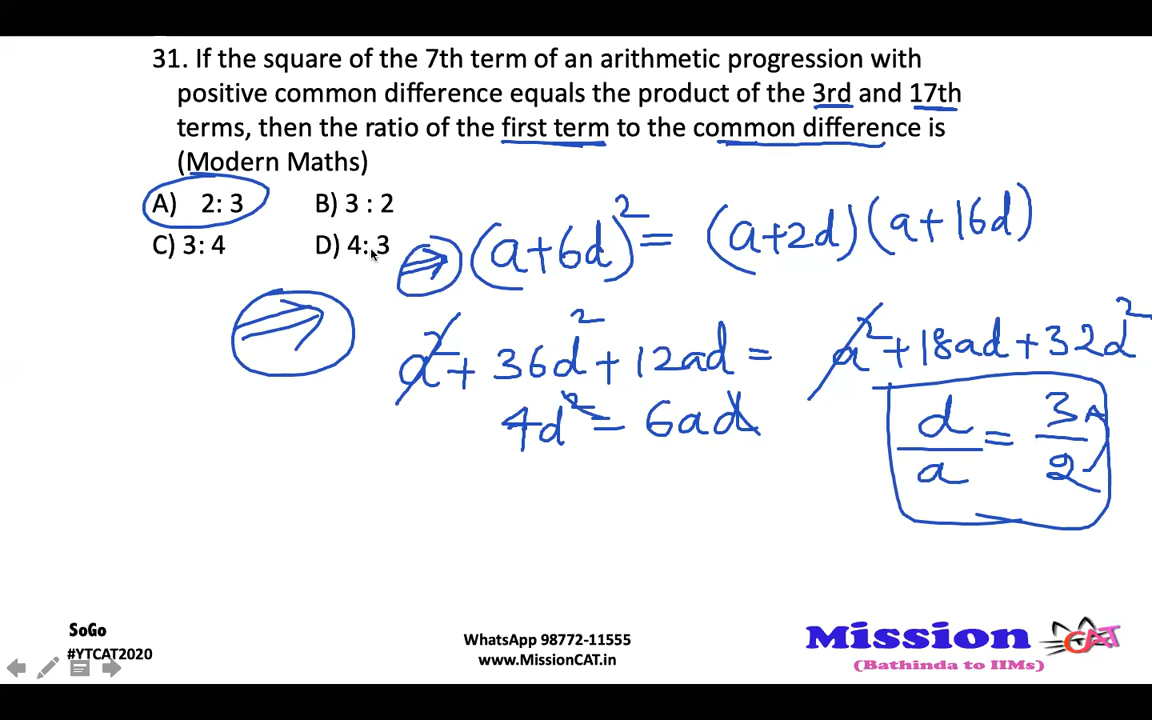 31. If the square of the 7th term of an arithmetic progression with
positive common difference equals the product of the 3rd and 17th
terms, then the ratio of the first term to the common difference is
(Modern Maths)
A) 2: 3 B) 3 : 2
C) 3: 4 D) 4: 3
⇒ (a+6d)² = (a+2d)(a+16d)
⇒ a² + 36d² + 12ad = a² + 18ad + 32d²
4d² = 6ad
d/a = 3/2
SoGo
#YTCAT2020
WhatsApp 98772-11555
www.MissionCAT.in
Mission CAT
(Bathinda to IIMs)